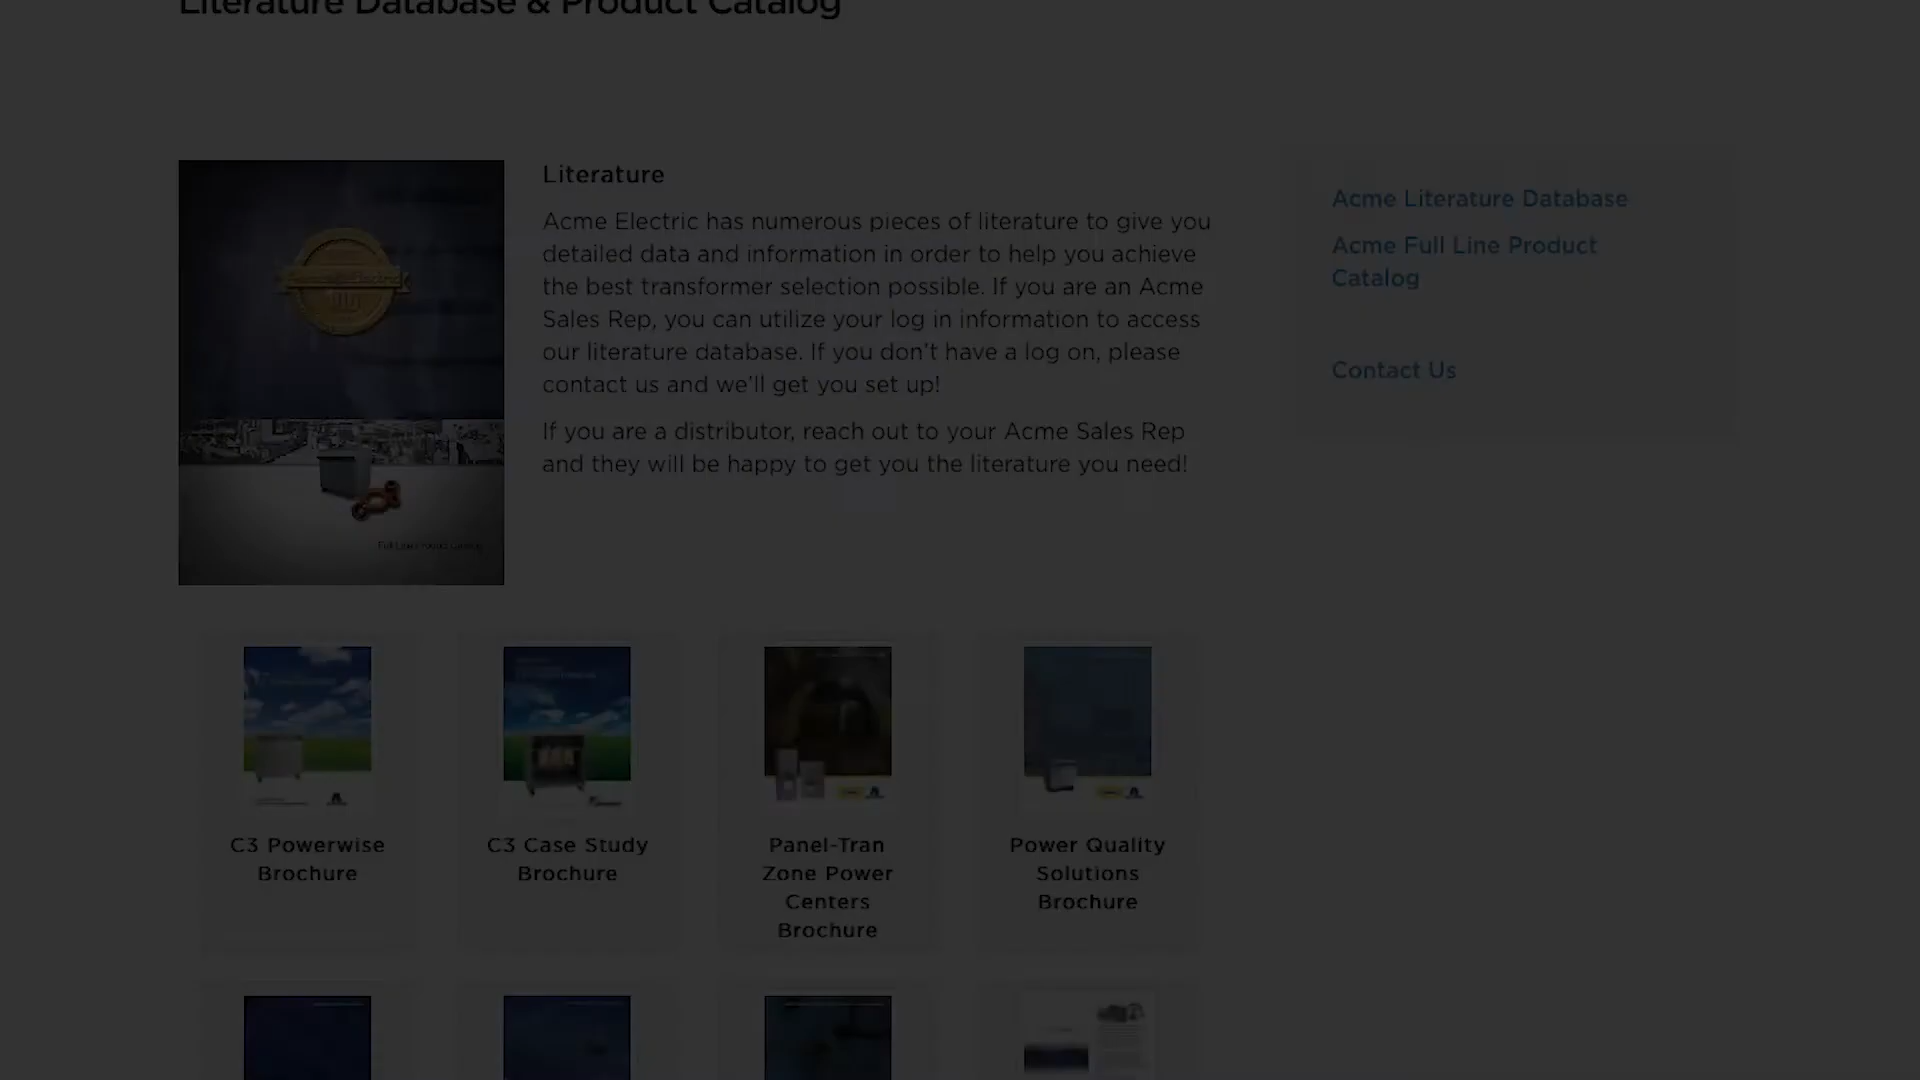 Literature Database & Product Catalog
Literature
Acme Electric has numerous pieces of literature to give you
detailed data and information in order to help you achieve
the best transformer selection possible. If you are an Acme
Sales Rep, you can utilize your log in information to access
our literature database. If you don't have a log on, please
contact us and we'll get you set up!
If you are a distributor, reach out to your Acme Sales Rep
and they will be happy to get you the literature you need!
Acme Literature Database
Acme Full Line Product
Catalog
Contact Us
C3 Powerwise
Brochure
C3 Case Study
Brochure
Panel-Tran
Zone Power
Centers
Brochure
Power Quality
Solutions
Brochure